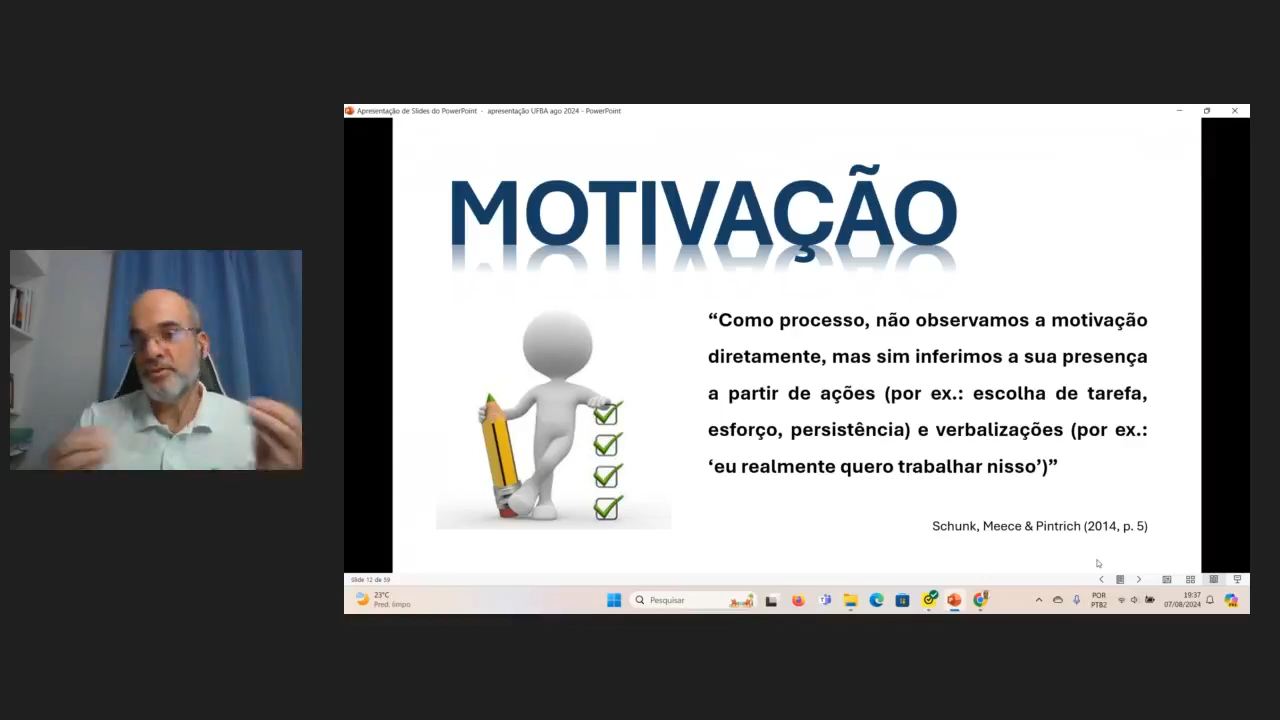 Apresentação de Slides do PowerPoint - apresentação UFBA ago 2024 - PowerPoint
MOTIVAÇÃO
“Como processo, não observamos a motivação
diretamente, mas sim inferimos a sua presença
a partir de ações (por ex.: escolha de tarefa,
esforço, persistência) e verbalizações (por ex.:
‘eu realmente quero trabalhar nisso’)”
Schunk, Meece & Pintrich (2014, p. 5)
Slide 12 de 59
23°C
Pred. limpo
Pesquisar
POR
PTB2
19:37
07/08/2024